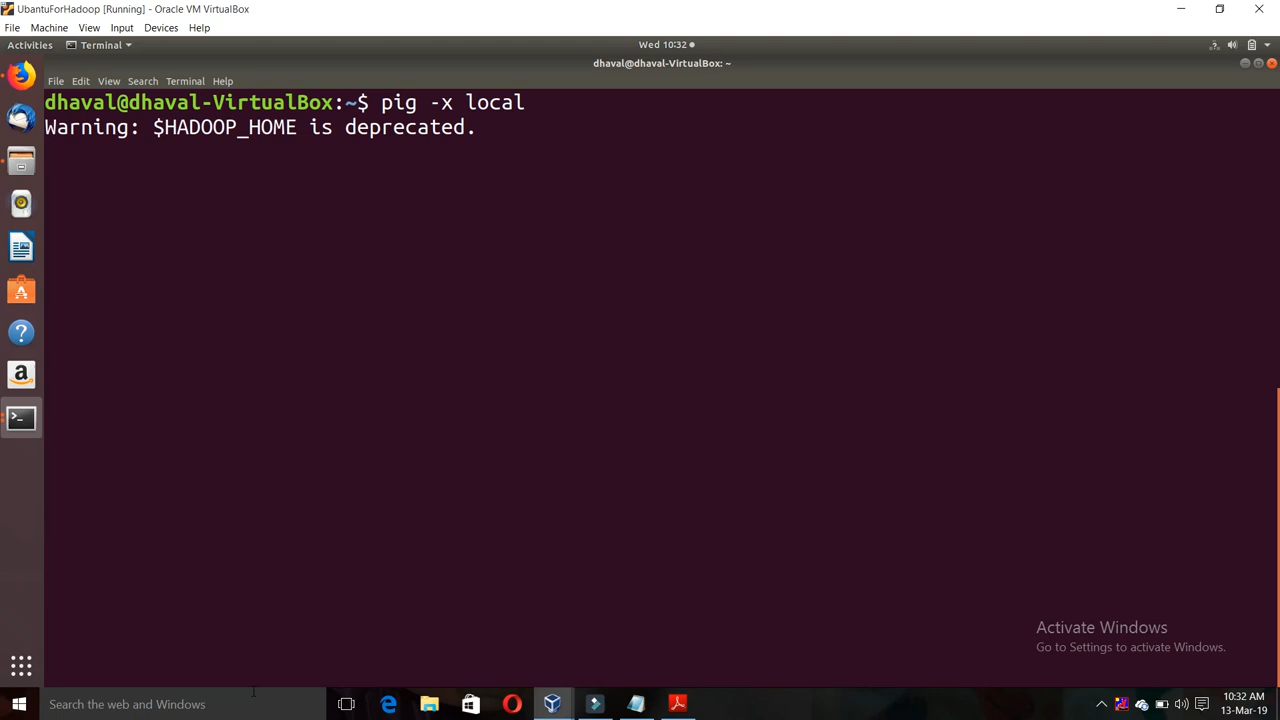 UbantuForHadoop [Running] - Oracle VM VirtualBox
File Machine View Input Devices Help
Activities Terminal Wed 10:32
dhaval@dhaval-VirtualBox: ~
File Edit View Search Terminal Help
dhaval@dhaval-VirtualBox:~$ pig -x local
Warning: $HADOOP_HOME is deprecated.
Activate Windows
Go to Settings to activate Windows.
Search the web and Windows
10:32 AM
13-Mar-19